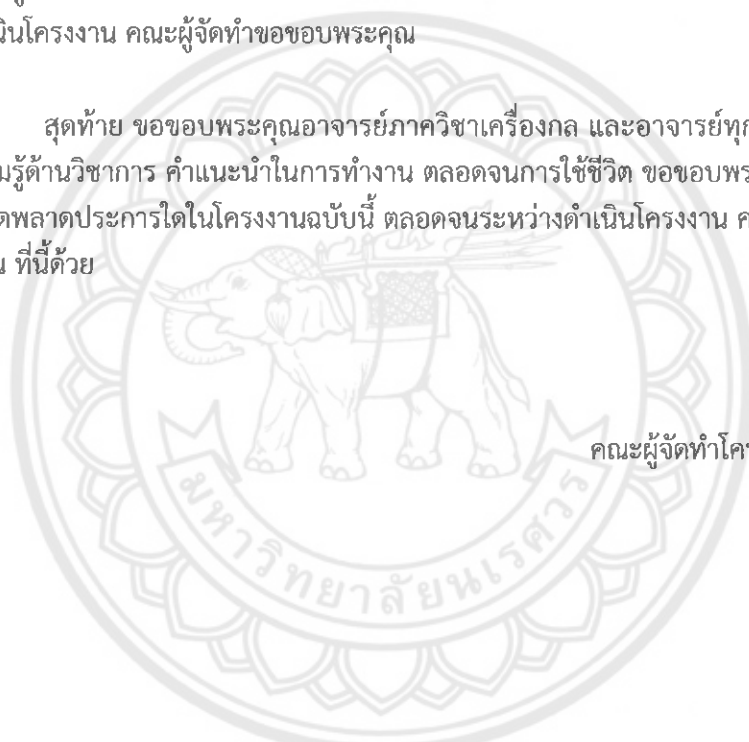 นินโครงงาน คณะผู้จัดทำขอขอบพระคุณ
สุดท้าย ขอขอบพระคุณอาจารย์ภาควิชาเครื่องกล และอาจารย์ทุก
มรู้ด้านวิชาการ คำแนะนำในการทำงาน ตลอดจนการใช้ชีวิต ขอขอบพระ
ดพลาดประการใดในโครงงานฉบับนี้ ตลอดจนระหว่างดำเนินโครงงาน ค
ณ ที่นี้ด้วย
คณะผู้จัดทำโคร
มหาวิทยาลัยนเรศวร